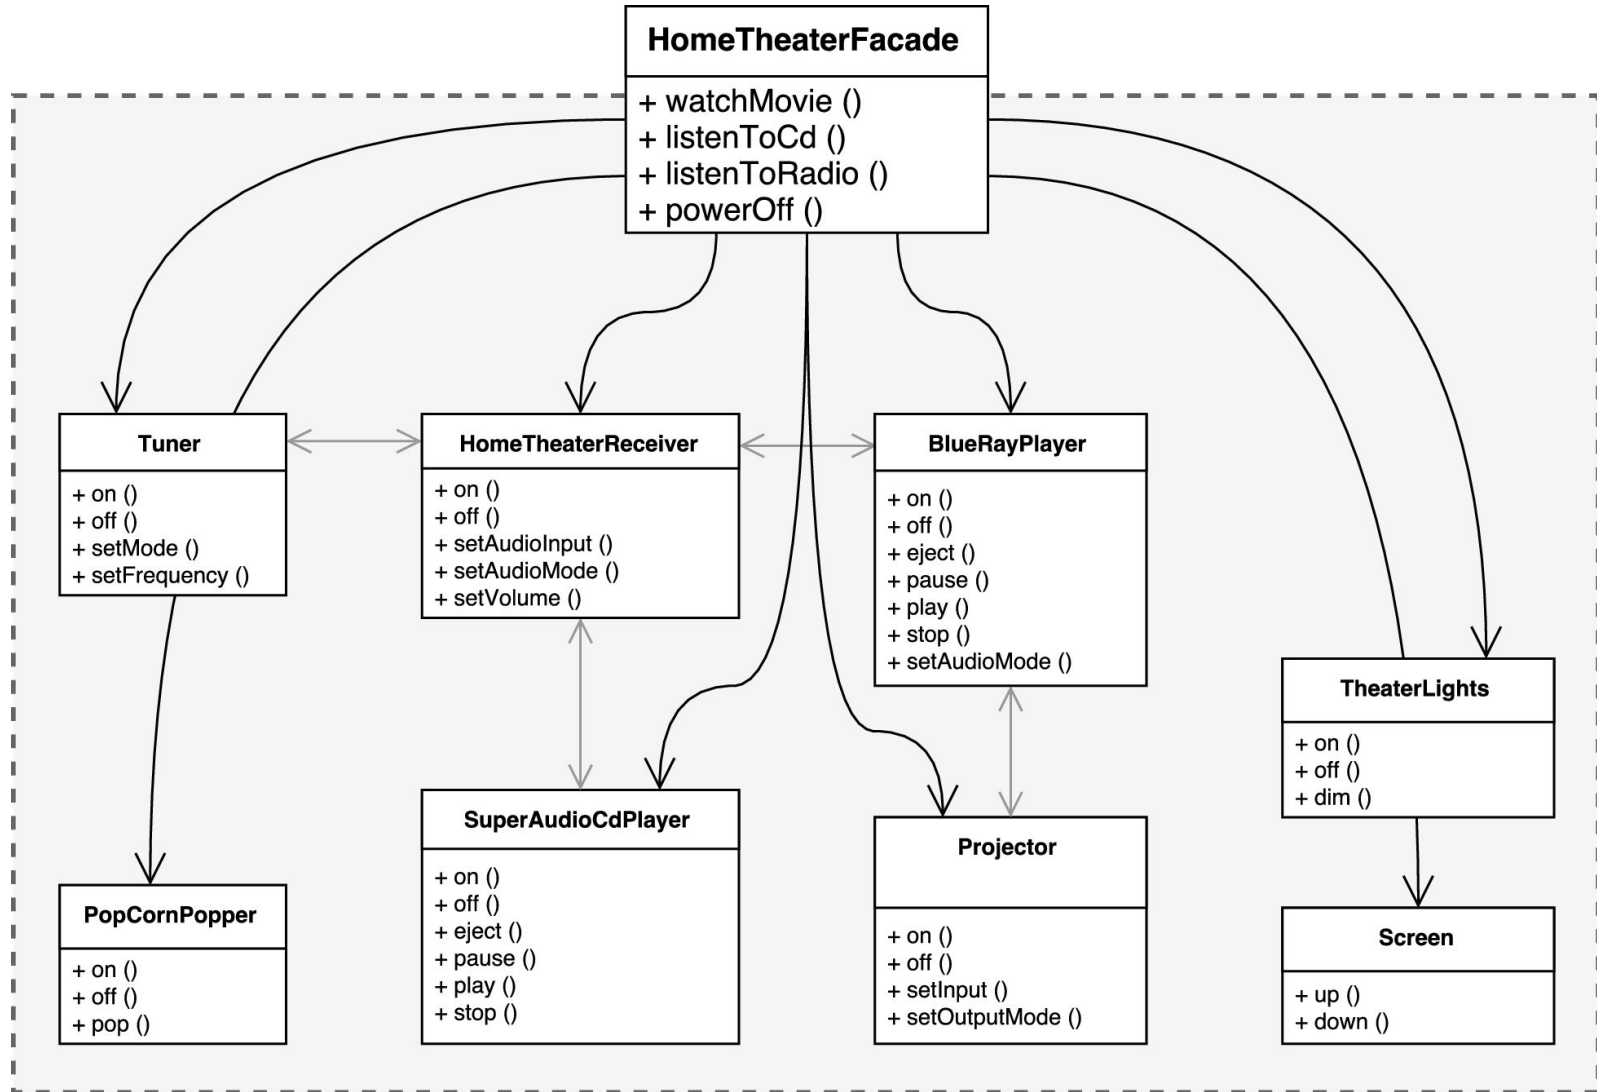 HomeTheaterFacade
+ watchMovie ()
+ listenToCd ()
+ listenToRadio ()
+ powerOff ()
Tuner
+ on ()
+ off ()
+ setMode ()
+ setFrequency ()
HomeTheaterReceiver
+ on ()
+ off ()
+ setAudioInput ()
+ setAudioMode ()
+ setVolume ()
BlueRayPlayer
+ on ()
+ off ()
+ eject ()
+ pause ()
+ play ()
+ stop ()
+ setAudioMode ()
TheaterLights
+ on ()
+ off ()
+ dim ()
PopCornPopper
+ on ()
+ off ()
+ pop ()
SuperAudioCdPlayer
+ on ()
+ off ()
+ eject ()
+ pause ()
+ play ()
+ stop ()
Projector
+ on ()
+ off ()
+ setInput ()
+ setOutputMode ()
Screen
+ up ()
+ down ()